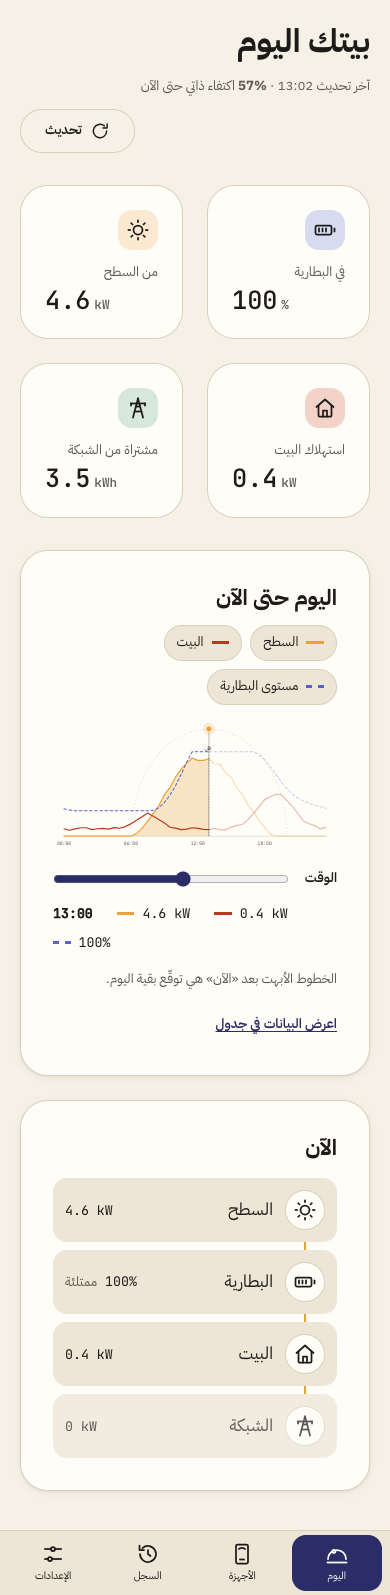 بيتك اليوم
آخر تحديث 13:02 · 57% اكتفاء ذاتي حتى الآن
تحديث
في البطارية
100 %
من السطح
4.6 kW
استهلاك البيت
0.4 kW
مشتراة من الشبكة
3.5 kWh
اليوم حتى الآن
السطح
البيت
مستوى البطارية
00:00 06:00 12:00 18:00
الوقت
13:00 4.6 kW 0.4 kW
100%
الخطوط الأبهت بعد «الآن» هي توقّع بقية اليوم.
اعرض البيانات في جدول
الآن
السطح 4.6 kW
البطارية 100% ممتلئة
البيت 0.4 kW
الشبكة 0 kW
اليوم
الأجهزة
السجل
الإعدادات